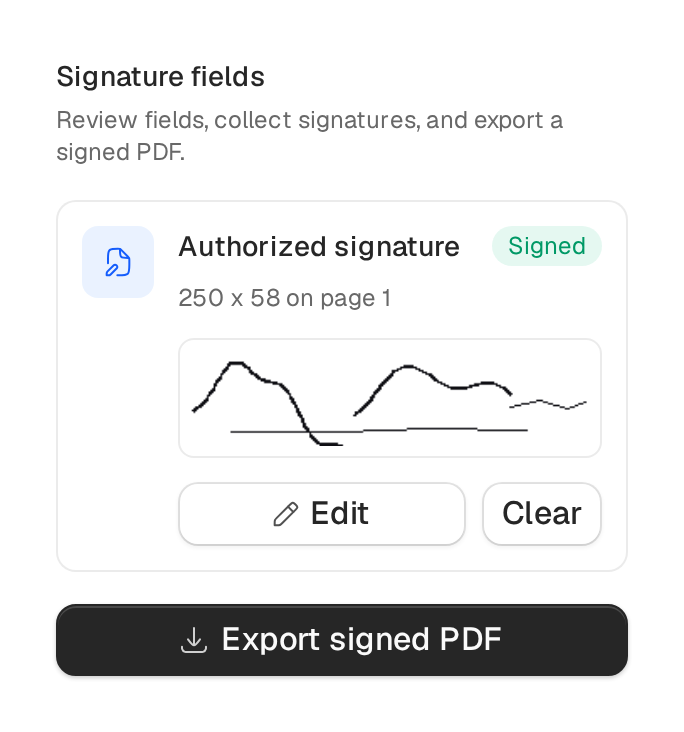 Signature fields
Review fields, collect signatures, and export a
signed PDF.
Authorized signature
Signed
250 x 58 on page 1
Edit
Clear
Export signed PDF